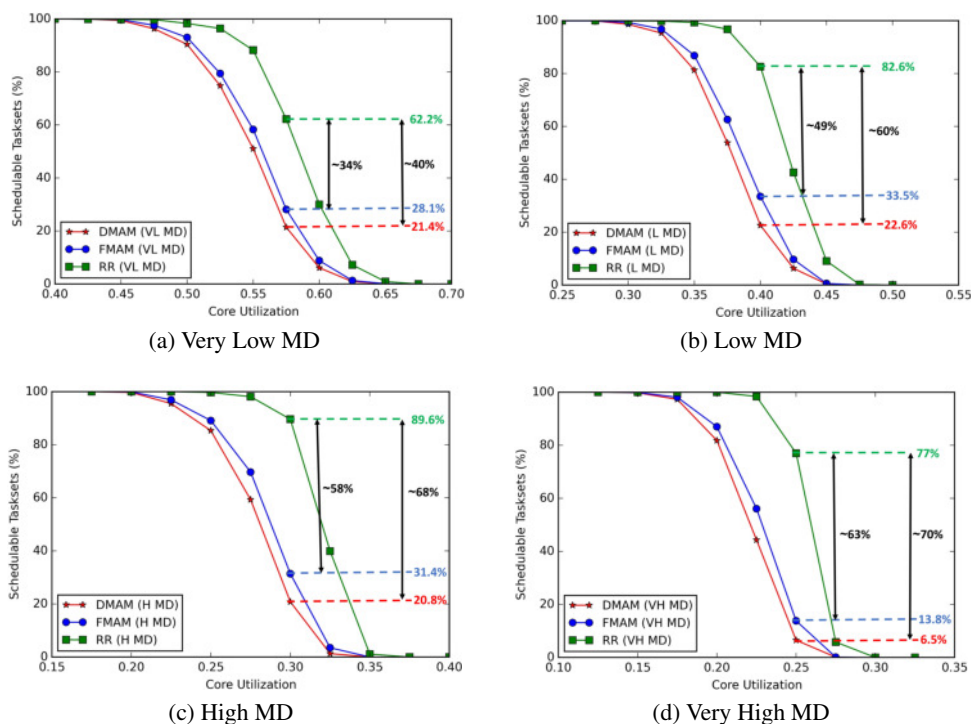 100
80
60
40
20
0
Schedulable Tasksets (%)
62.2%
~34%
~40%
28.1%
21.4%
DMAM (VL MD)
FMAM (VL MD)
RR (VL MD)
0.40 0.45 0.50 0.55 0.60 0.65 0.70
Core Utilization
(a) Very Low MD
100
80
60
40
20
0
Schedulable Tasksets (%)
82.6%
~49%
~60%
33.5%
22.6%
DMAM (L MD)
FMAM (L MD)
RR (L MD)
0.25 0.30 0.35 0.40 0.45 0.50 0.55
Core Utilization
(b) Low MD
100
80
60
40
20
0
Schedulable Tasksets (%)
89.6%
~58%
~68%
31.4%
20.8%
DMAM (H MD)
FMAM (H MD)
RR (H MD)
0.15 0.20 0.25 0.30 0.35 0.40
Core Utilization
(c) High MD
100
80
60
40
20
0
Schedulable Tasksets (%)
77%
~63%
~70%
13.8%
6.5%
DMAM (VH MD)
FMAM (VH MD)
RR (VH MD)
0.10 0.15 0.20 0.25 0.30 0.35
Core Utilization
(d) Very High MD